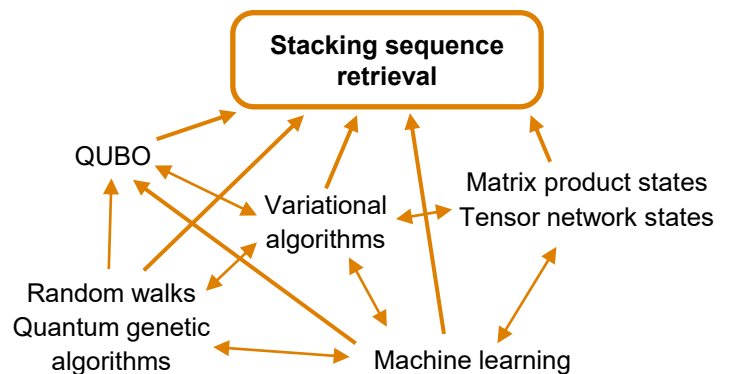 Stacking sequence
retrieval
QUBO
Variational
algorithms
Matrix product states
Tensor network states
Random walks
Quantum genetic
algorithms
Machine learning